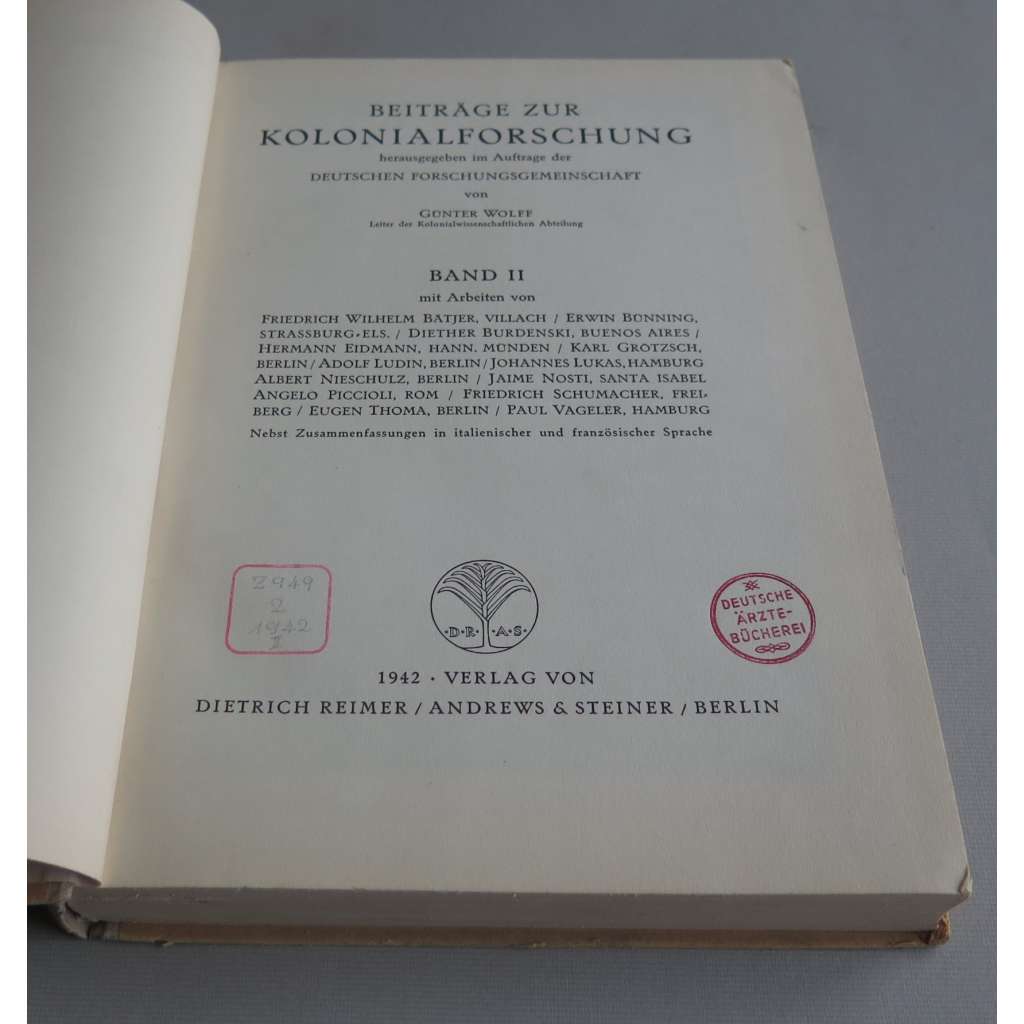 BEITRÄGE ZUR
KOLONIALFORSCHUNG
herausgegeben im Auftrage der
DEUTSCHEN FORSCHUNGSGEMEINSCHAFT
von
GÜNTER WOLFF
Leiter der Kolonialwissenschaftlichen Abteilung
BAND II
mit Arbeiten von
FRIEDRICH WILHELM BÄTJER, VILLACH / ERWIN BÜNNING,
STRASSBURG-ELS. / DIETHER BURDENSKI, BUENOS AIRES /
HERMANN EIDMANN, HANN. MÜNDEN / KARL GRÖTZSCH,
BERLIN / ADOLF LUDIN, BERLIN / JOHANNES LUKAS, HAMBURG
ALBERT NIESCHULZ, BERLIN / JAIME NOSTI, SANTA ISABEL
ANGELO PICCIOLI, ROM / FRIEDRICH SCHUMACHER, FREI-
BERG / EUGEN THOMA, BERLIN / PAUL VAGELER, HAMBURG
Nebst Zusammenfassungen in italienischer und französischer Sprache
Z949
2
1942
II
·D·R· ·A·S·
DEUTSCHE
ÄRZTE-
BÜCHEREI
1942 · VERLAG VON
DIETRICH REIMER / ANDREWS & STEINER / BERLIN